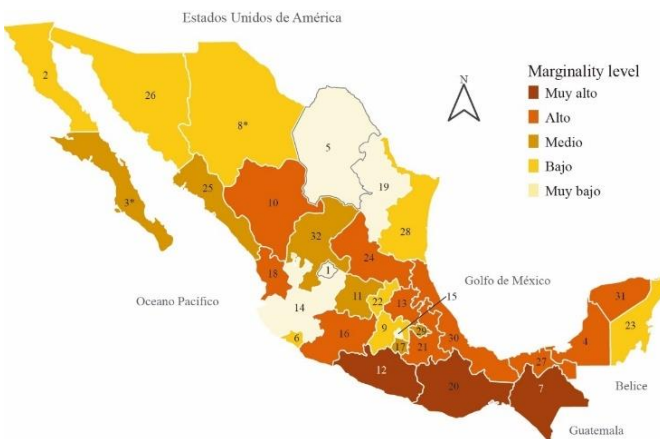 Estados Unidos de América
N
Marginality level
Muy alto
Alto
Medio
Bajo
Muy bajo
2
26
8*
5
3*
25
19
10
28
32
24
18
1
Golfo de México
Oceano Pacífico
14
11
22
13
15
31
6
16
9
29
17
21
30
27
4
23
12
20
7
Belice
Guatemala